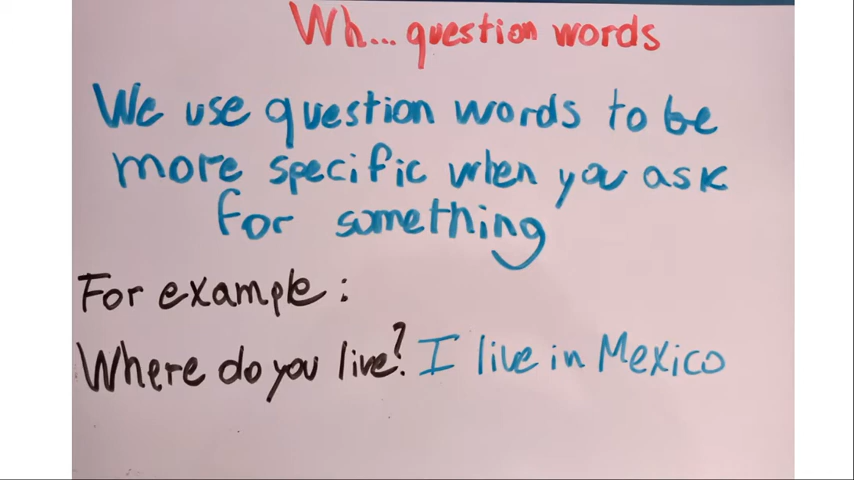 Wh... question words
We use question words to be
more specific when you ask
for something
For example:
Where do you live? I live in Mexico